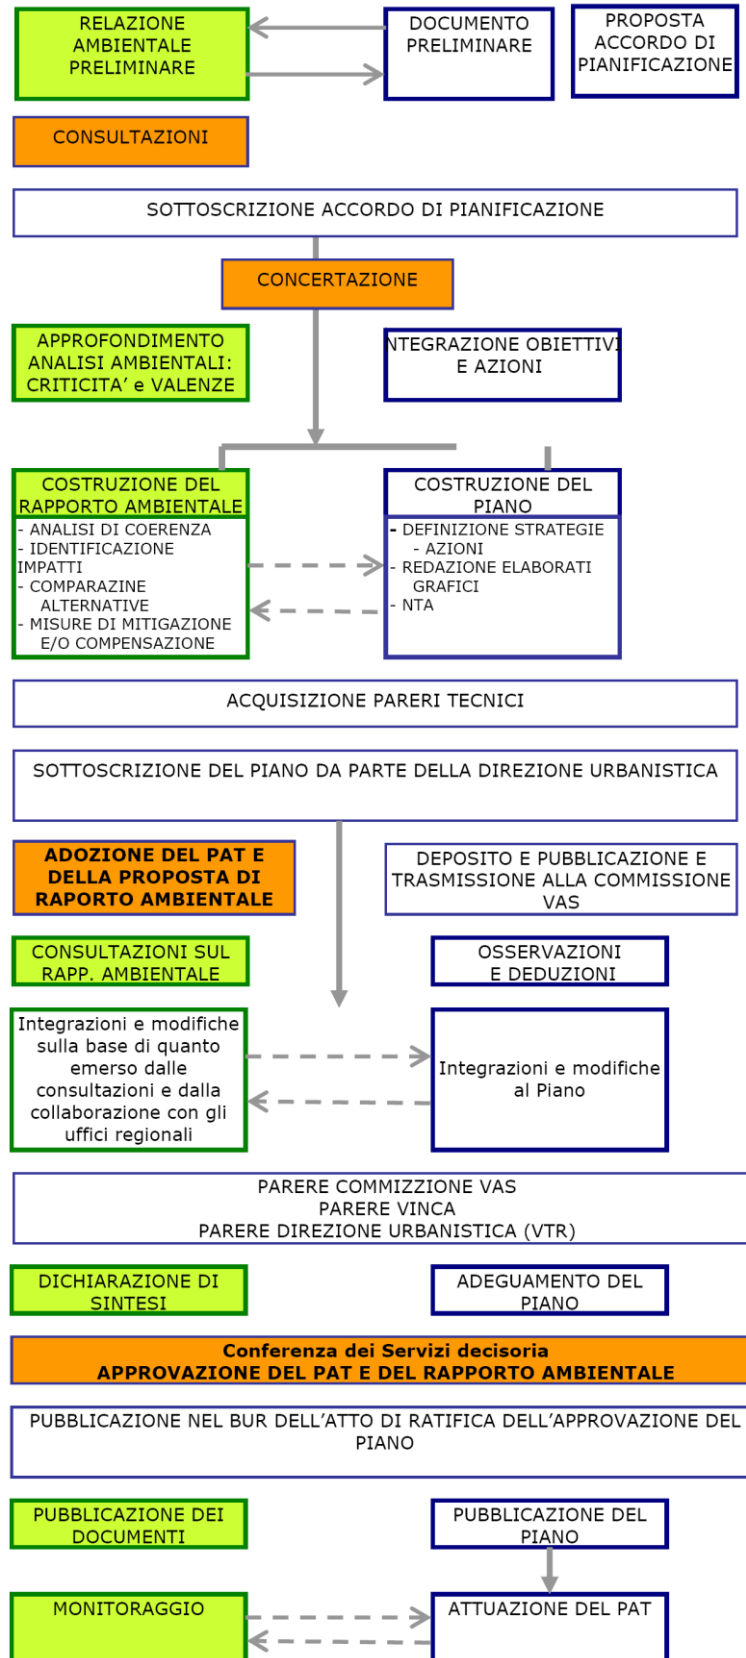 RELAZIONE
AMBIENTALE
PRELIMINARE
DOCUMENTO
PRELIMINARE
PROPOSTA
ACCORDO DI
PIANIFICAZIONE
CONSULTAZIONI
SOTTOSCRIZIONE ACCORDO DI PIANIFICAZIONE
CONCERTAZIONE
APPROFONDIMENTO
ANALISI AMBIENTALI:
CRITICITA' e VALENZE
NTEGRAZIONE OBIETTIVI
E AZIONI
COSTRUZIONE DEL
RAPPORTO AMBIENTALE
- ANALISI DI COERENZA
- IDENTIFICAZIONE
IMPATTI
- COMPARAZINE
ALTERNATIVE
- MISURE DI MITIGAZIONE
E/O COMPENSAZIONE
COSTRUZIONE DEL
PIANO
- DEFINIZIONE STRATEGIE
- AZIONI
- REDAZIONE ELABORATI
GRAFICI
- NTA
ACQUISIZIONE PARERI TECNICI
SOTTOSCRIZIONE DEL PIANO DA PARTE DELLA DIREZIONE URBANISTICA
ADOZIONE DEL PAT E
DELLA PROPOSTA DI
RAPORTO AMBIENTALE
DEPOSITO E PUBBLICAZIONE E
TRASMISSIONE ALLA COMMISSIONE
VAS
CONSULTAZIONI SUL
RAPP. AMBIENTALE
OSSERVAZIONI
E DEDUZIONI
Integrazioni e modifiche
sulla base di quanto
emerso dalle
consultazioni e dalla
collaborazione con gli
uffici regionali
Integrazioni e modifiche
al Piano
PARERE COMMIZZIONE VAS
PARERE VINCA
PARERE DIREZIONE URBANISTICA (VTR)
DICHIARAZIONE DI
SINTESI
ADEGUAMENTO DEL
PIANO
Conferenza dei Servizi decisoria
APPROVAZIONE DEL PAT E DEL RAPPORTO AMBIENTALE
PUBBLICAZIONE NEL BUR DELL'ATTO DI RATIFICA DELL'APPROVAZIONE DEL
PIANO
PUBBLICAZIONE DEI
DOCUMENTI
PUBBLICAZIONE DEL
PIANO
MONITORAGGIO
ATTUAZIONE DEL PAT